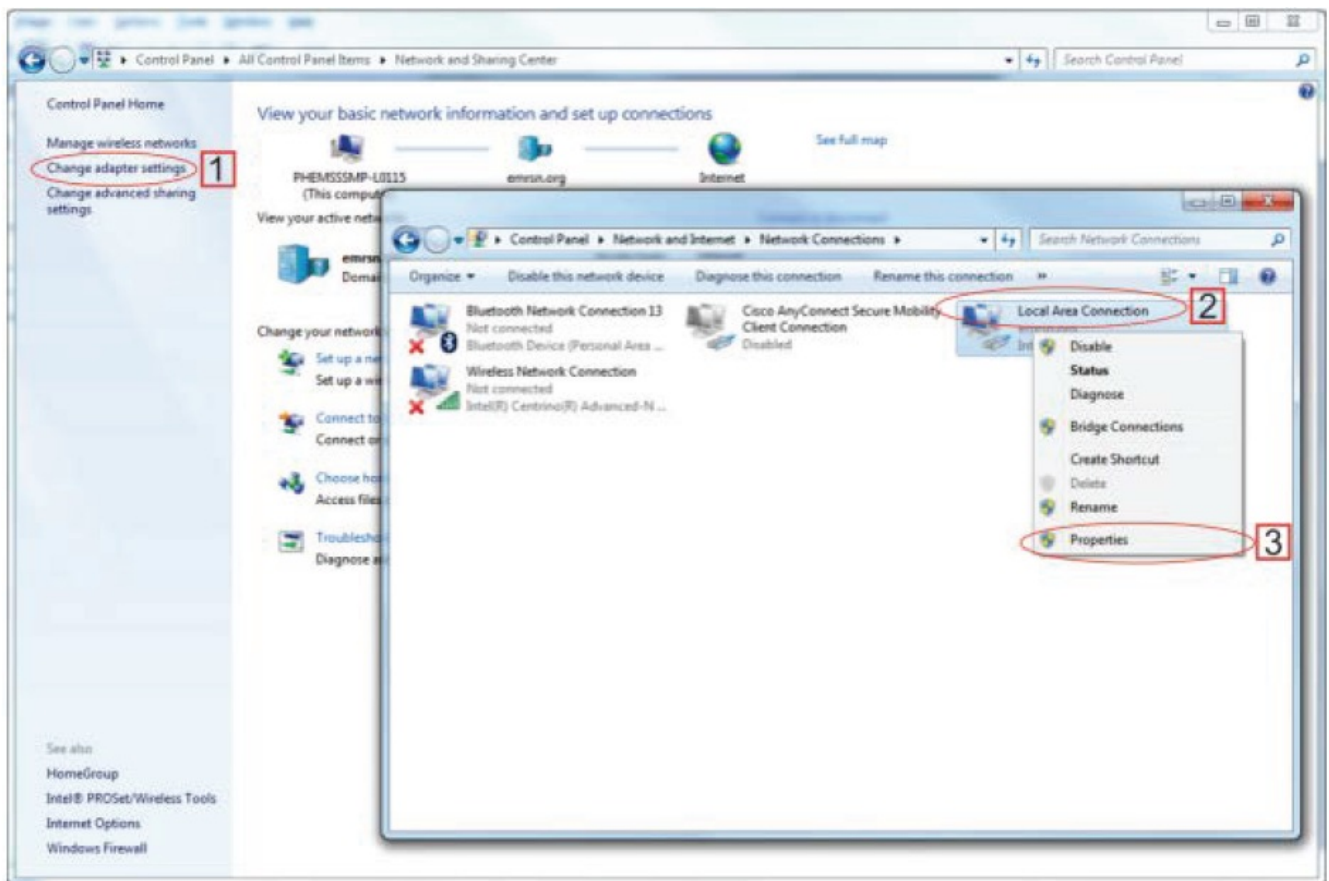 Control Panel ▸ All Control Panel Items ▸ Network and Sharing Center
Search Control Panel
Control Panel Home
Manage wireless networks
Change adapter settings
1
Change advanced sharing
settings
See also
HomeGroup
Intel® PROSet/Wireless Tools
Internet Options
Windows Firewall
View your basic network information and set up connections
See full map
PHEMSSSMP-L0115
(This compute
emrsn.org
Internet
View your active netw
emrsn
Domai
Change your network
Set up a ne
Set up a wir
Connect to
Connect or
Choose ho
Access files
Troublesho
Diagnose a
Control Panel ▸ Network and Internet ▸ Network Connections ▸
Search Network Connections
Organize
Disable this network device
Diagnose this connection
Rename this connection
»
Bluetooth Network Connection 13
Not connected
Bluetooth Device (Personal Area ...
Cisco AnyConnect Secure Mobility
Client Connection
Disabled
Local Area Connection
2
Wireless Network Connection
Not connected
Intel(R) Centrino(R) Advanced-N ...
Disable
Status
Diagnose
Bridge Connections
Create Shortcut
Delete
Rename
Properties
3